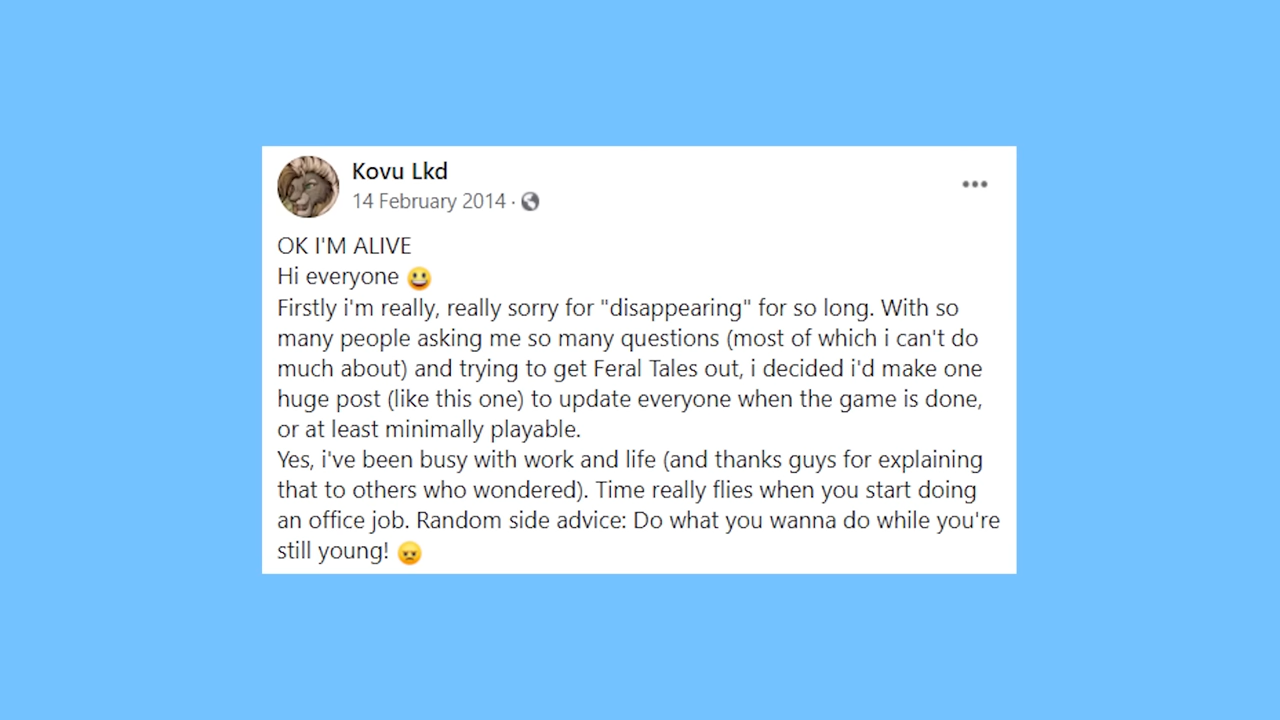 Kovu Lkd
14 February 2014 ·
OK I'M ALIVE
Hi everyone 😀
Firstly i'm really, really sorry for "disappearing" for so long. With so
many people asking me so many questions (most of which i can't do
much about) and trying to get Feral Tales out, i decided i'd make one
huge post (like this one) to update everyone when the game is done,
or at least minimally playable.
Yes, i've been busy with work and life (and thanks guys for explaining
that to others who wondered). Time really flies when you start doing
an office job. Random side advice: Do what you wanna do while you're
still young! 😠